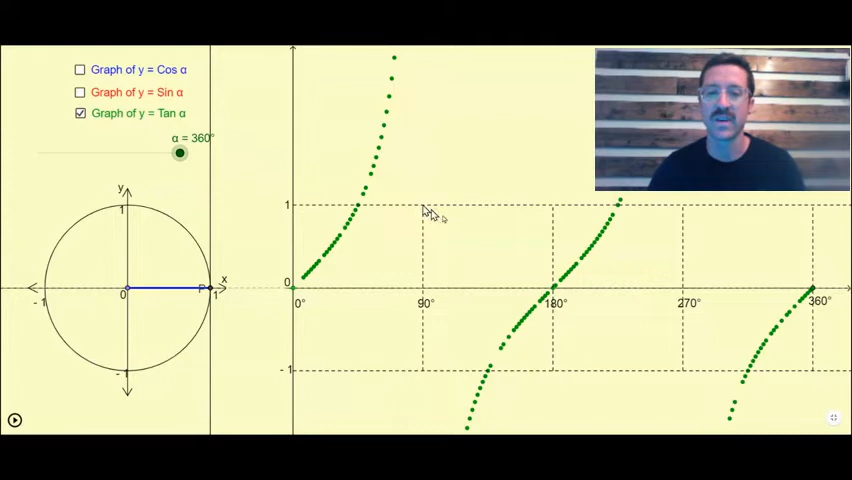 Graph of y = Cos α
Graph of y = Sin α
Graph of y = Tan α
α = 360°
y
1
x
- 1
0
P
1
- 1
1
0
- 1
0°
90°
180°
270°
360°